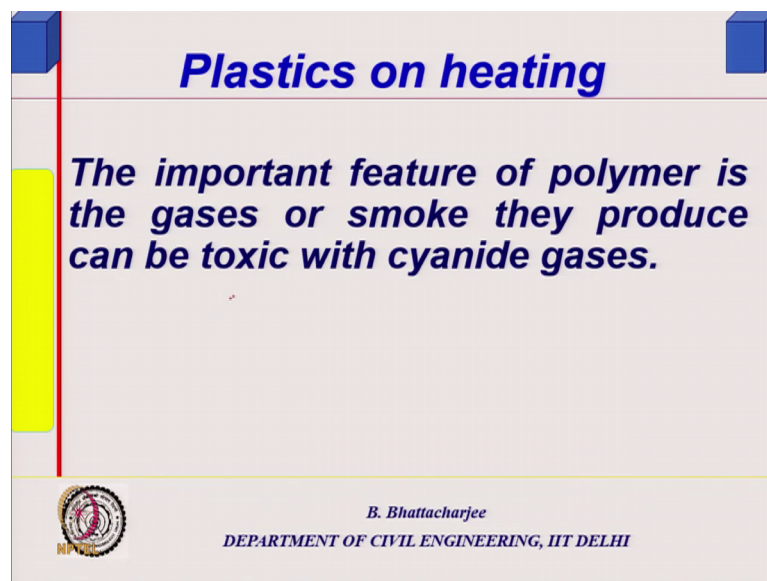 Plastics on heating
The important feature of polymer is
the gases or smoke they produce
can be toxic with cyanide gases.
NPTEL
B. Bhattacharjee
DEPARTMENT OF CIVIL ENGINEERING, IIT DELHI